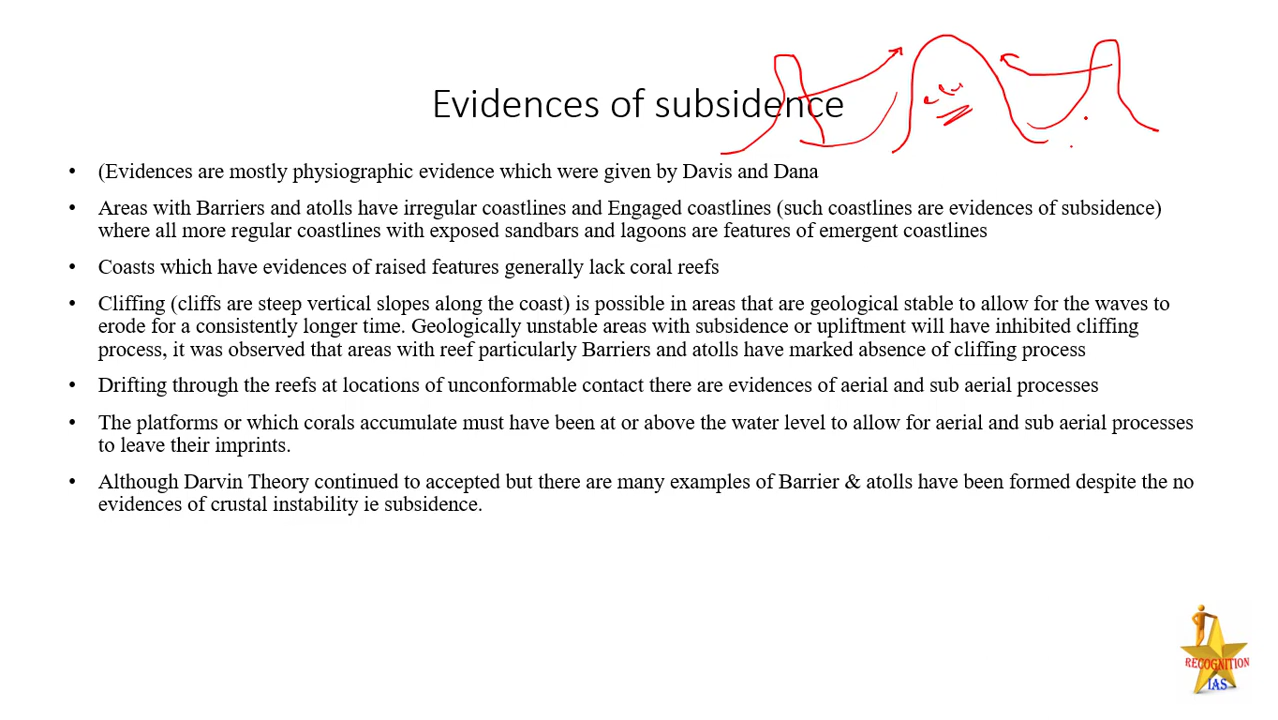 Evidences of subsidence
• (Evidences are mostly physiographic evidence which were given by Davis and Dana
• Areas with Barriers and atolls have irregular coastlines and Engaged coastlines (such coastlines are evidences of subsidence)
where all more regular coastlines with exposed sandbars and lagoons are features of emergent coastlines
• Coasts which have evidences of raised features generally lack coral reefs
• Cliffing (cliffs are steep vertical slopes along the coast) is possible in areas that are geological stable to allow for the waves to
erode for a consistently longer time. Geologically unstable areas with subsidence or upliftment will have inhibited cliffing
process, it was observed that areas with reef particularly Barriers and atolls have marked absence of cliffing process
• Drifting through the reefs at locations of unconformable contact there are evidences of aerial and sub aerial processes
• The platforms or which corals accumulate must have been at or above the water level to allow for aerial and sub aerial processes
to leave their imprints.
• Although Darvin Theory continued to accepted but there are many examples of Barrier & atolls have been formed despite the no
evidences of crustal instability ie subsidence.
RECOGNITION
IAS